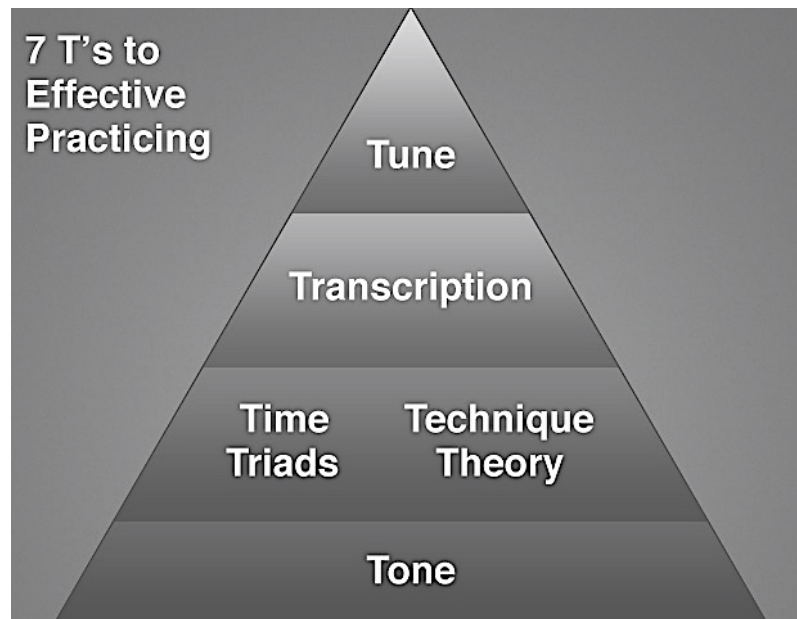 7 T's to
Effective
Practicing
Tune
Transcription
Time Technique
Triads Theory
Tone